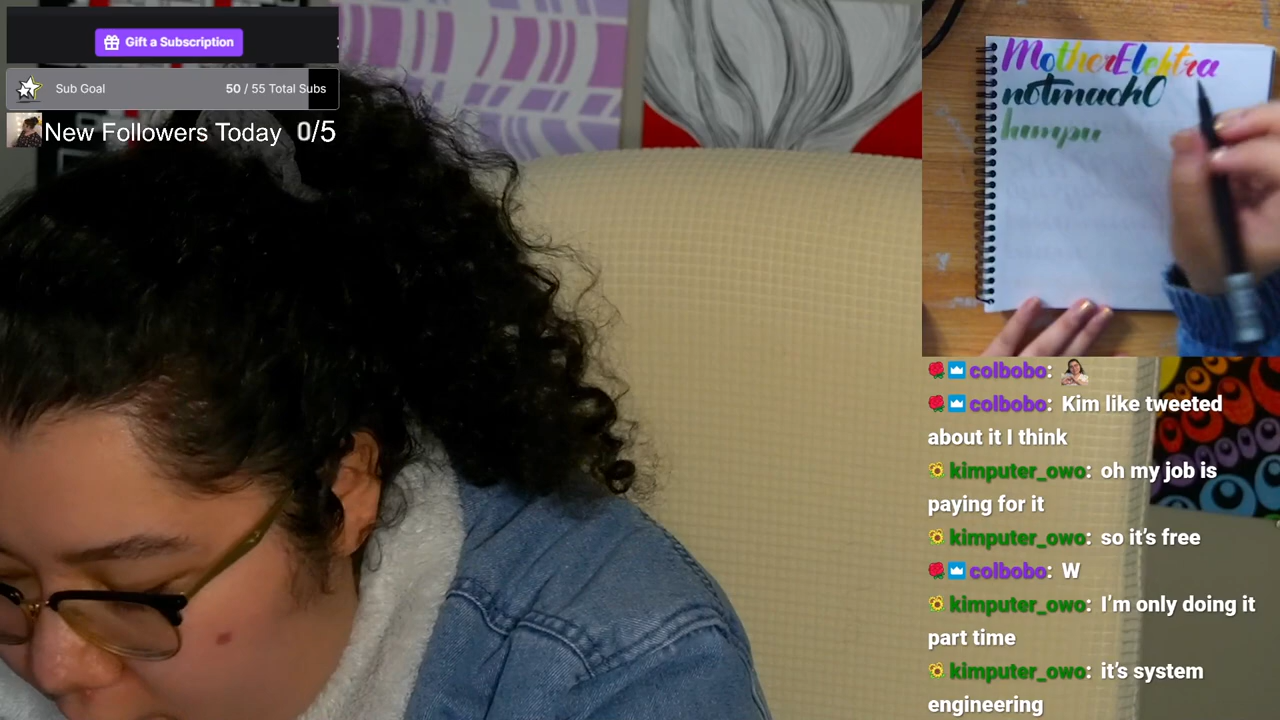 Gift a Subscription
Sub Goal
50 / 55 Total Subs
New Followers Today 0/5
MotherElektra
notmach0
kimpu
colbobo:
colbobo: Kim like tweeted
about it I think
kimputer_owo: oh my job is
paying for it
kimputer_owo: so it's free
colbobo: W
kimputer_owo: I'm only doing it
part time
kimputer_owo: it's system
engineering